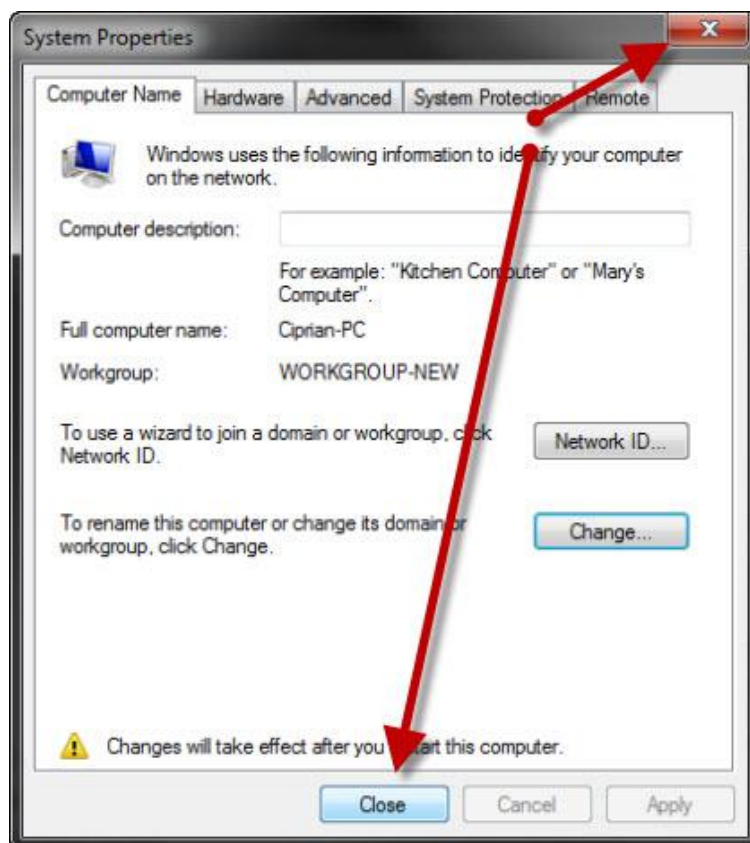 System Properties
Computer Name Hardware Advanced System Protection Remote
Windows uses the following information to identify your computer
on the network.
Computer description:
For example: "Kitchen Computer" or "Mary's
Computer".
Full computer name: Ciprian-PC
Workgroup: WORKGROUP-NEW
To use a wizard to join a domain or workgroup, click
Network ID.
Network ID...
To rename this computer or change its domain or
workgroup, click Change.
Change...
Changes will take effect after you restart this computer.
Close Cancel Apply